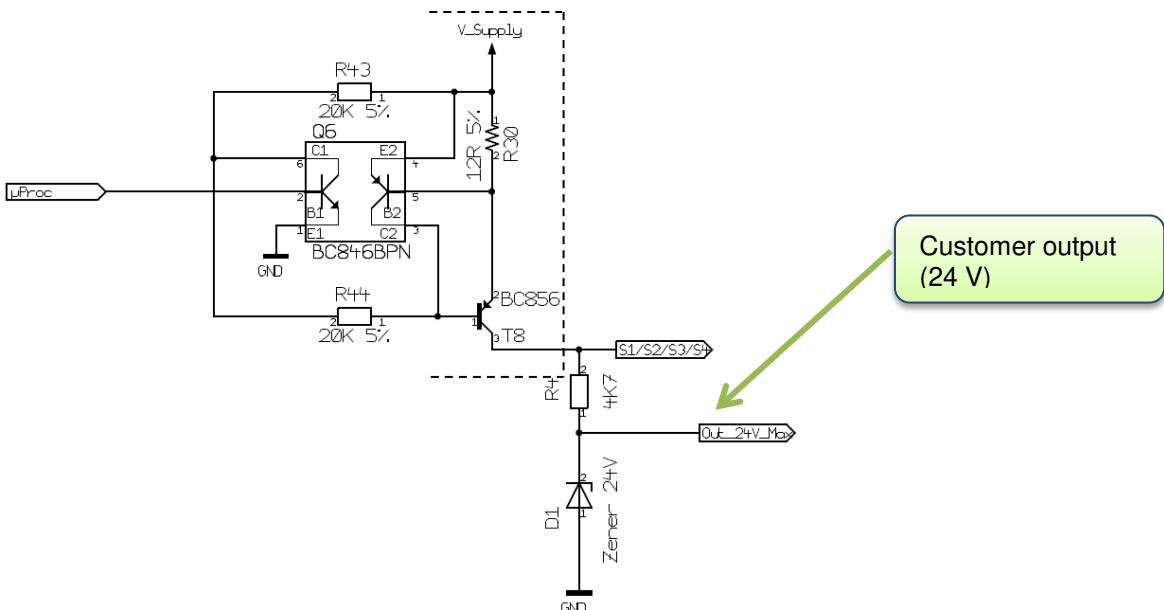 V_Supply
R43
2 1
20K 5%
Q6
12R 5%
1
2
R30
C1 E2
6 4
µProc
2 5
B1 B2
1 E1 C2 3
BC846BPN
GND
R44
2 1
20K 5%
2 BC856
1
3 T8
S1/S2/S3/S4
R4
2
1
4K7
Out_24V_Max
D1
2
1
Zener 24V
GND
Customer output
(24 V)